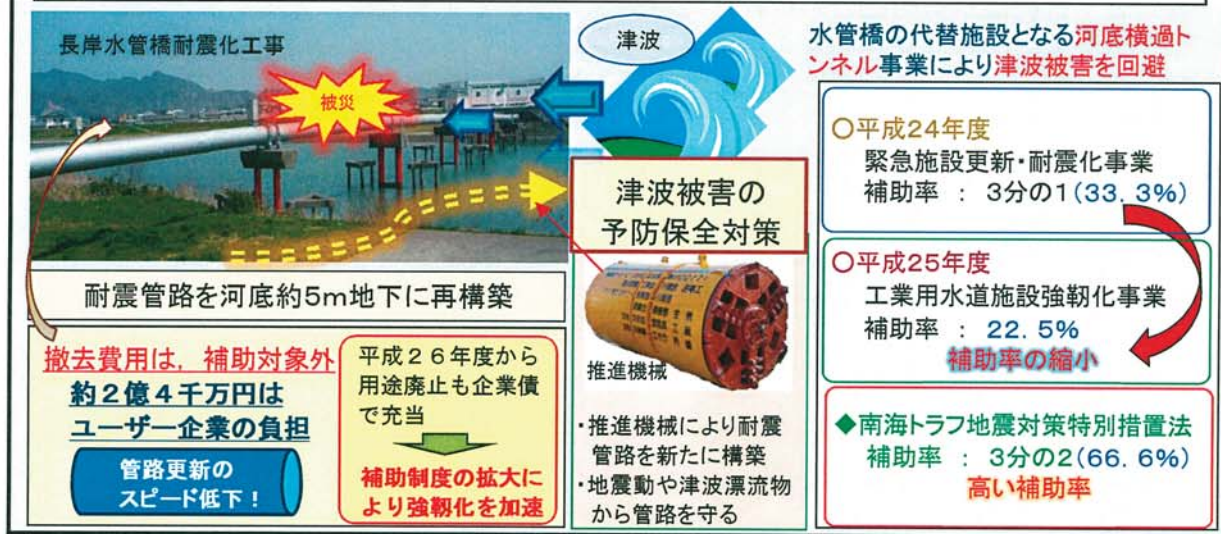 長岸水管橋耐震化工事
被災
津波
耐震管路を河底約5m地下に再構築
撤去費用は，補助対象外
約2億4千万円は
ユーザー企業の負担
管路更新の
スピード低下！
平成２６年度から
用途廃止も企業債
で充当
補助制度の拡大に
より強靱化を加速
津波被害の
予防保全対策
推進機械
・推進機械により耐震
管路を新たに構築
・地震動や津波漂流物
から管路を守る
水管橋の代替施設となる河底横過ト
ンネル事業により津波被害を回避
○平成24年度
緊急施設更新・耐震化事業
補助率 ： 3分の1(33．3%)
○平成25年度
工業用水道施設強靱化事業
補助率 ： 22．5%
補助率の縮小
◆南海トラフ地震対策特別措置法
補助率 ： 3分の2(66．6%)
高い補助率